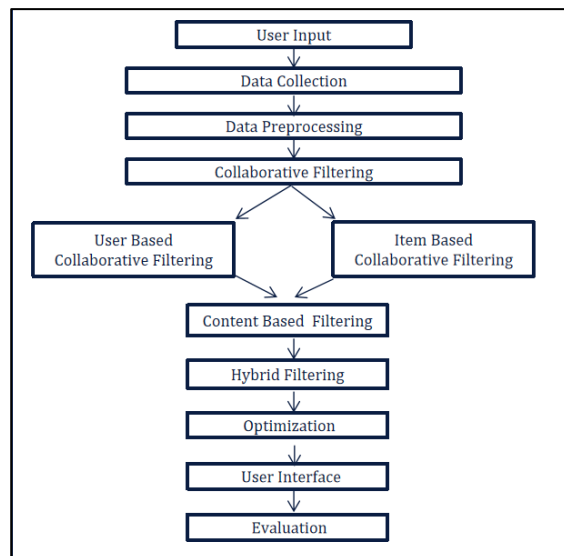 User Input
Data Collection
Data Preprocessing
Collaborative Filtering
User Based
Collaborative Filtering
Item Based
Collaborative Filtering
Content Based Filtering
Hybrid Filtering
Optimization
User Interface
Evaluation